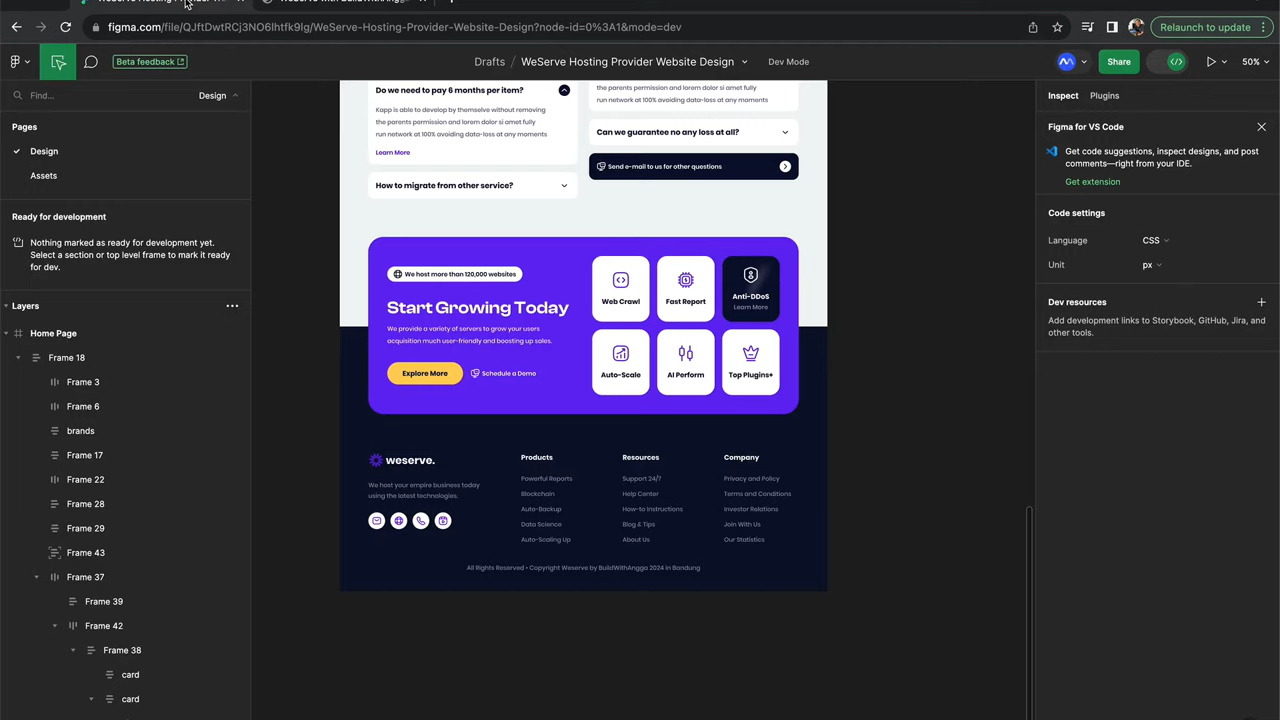 figma.com/file/QJftDwtRCj3NO6Ihtfk9Ig/WeServe-Hosting-Provider-Website-Design?node-id=0%3A1&mode=dev
Relaunch to update
Beta feedback
Drafts / WeServe Hosting Provider Website Design
Dev Mode
Share
50%
Find...
Design
Pages
Design
Assets
Ready for development
Nothing marked as ready for development yet.
Select a section or top level frame to mark it ready
for dev.
Layers
Home Page
Frame 18
Frame 3
Frame 6
brands
Frame 17
Frame 22
Frame 28
Frame 29
Frame 43
Frame 37
Frame 39
Frame 42
Frame 38
card
card
Do we need to pay 6 months per item?
Kapp is able to develop by themselve without removing
the parents permission and lorem dolor si amet fully
run network at 100% avoiding data-loss at any moments
Learn More
How to migrate from other service?
the parents permission and lorem dolor si amet fully
run network at 100% avoiding data-loss at any moments
Can we guarantee no any loss at all?
Send e-mail to us for other questions
We host more than 120,000 websites
Start Growing Today
We provide a variety of servers to grow your users
acquisition much user-friendly and boosting up sales.
Explore More
Schedule a Demo
Web Crawl
Fast Report
Anti-DDoS
Learn More
Auto-Scale
AI Perform
Top Plugins+
weserve.
We host your empire business today
using the latest technologies.
Products
Powerful Reports
Blockchain
Auto-Backup
Data Science
Auto-Scaling Up
Resources
Support 24/7
Help Center
How-to Instructions
Blog & Tips
About Us
Company
Privacy and Policy
Terms and Conditions
Investor Relations
Join With Us
Our Statistics
All Rights Reserved • Copyright Weserve by BuildWithAngga 2024 in Bandung
Inspect
Plugins
Figma for VS Code
Get code suggestions, inspect designs, and post
comments—right from your IDE.
Get extension
Code settings
Language
CSS
Unit
px
Dev resources
Add development links to Storybook, GitHub, Jira, and
other tools.